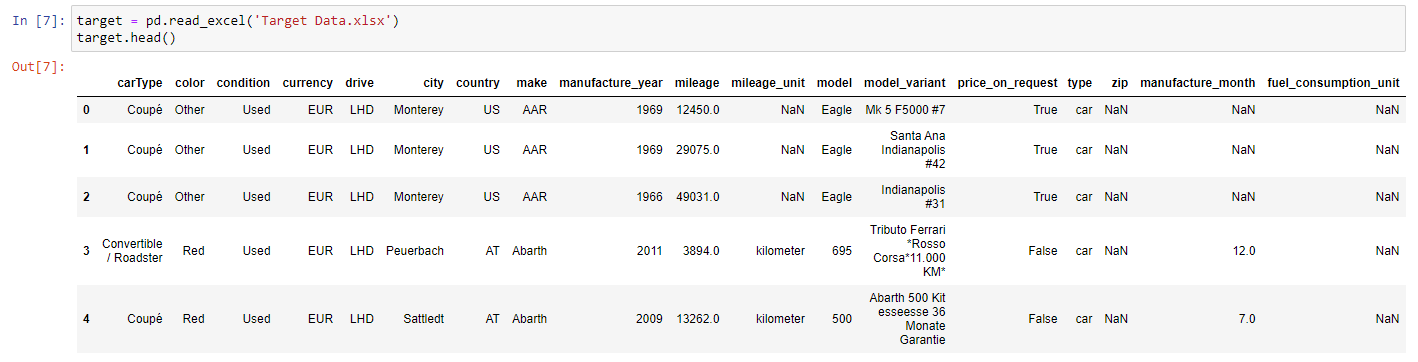 In [7]: target = pd.read_excel('Target Data.xlsx')
target.head()
Out[7]:
carType color condition currency drive city country make manufacture_year mileage mileage_unit model model_variant price_on_request type zip manufacture_month fuel_consumption_unit
0 Coupé Other Used EUR LHD Monterey US AAR 1969 12450.0 NaN Eagle Mk 5 F5000 #7 True car NaN NaN NaN
Santa Ana
1 Coupé Other Used EUR LHD Monterey US AAR 1969 29075.0 NaN Eagle Indianapolis True car NaN NaN NaN
#42
2 Coupé Other Used EUR LHD Monterey US AAR 1966 49031.0 NaN Eagle Indianapolis #31 True car NaN NaN NaN
Tributo Ferrari
3 Convertible / Roadster Red Used EUR LHD Peuerbach AT Abarth 2011 3894.0 kilometer 695 *Rosso Corsa*11.000 False car NaN 12.0 NaN
KM*
Abarth 500 Kit
4 Coupé Red Used EUR LHD Sattledt AT Abarth 2009 13262.0 kilometer 500 esseesse 36 Monate False car NaN 7.0 NaN
Garantie